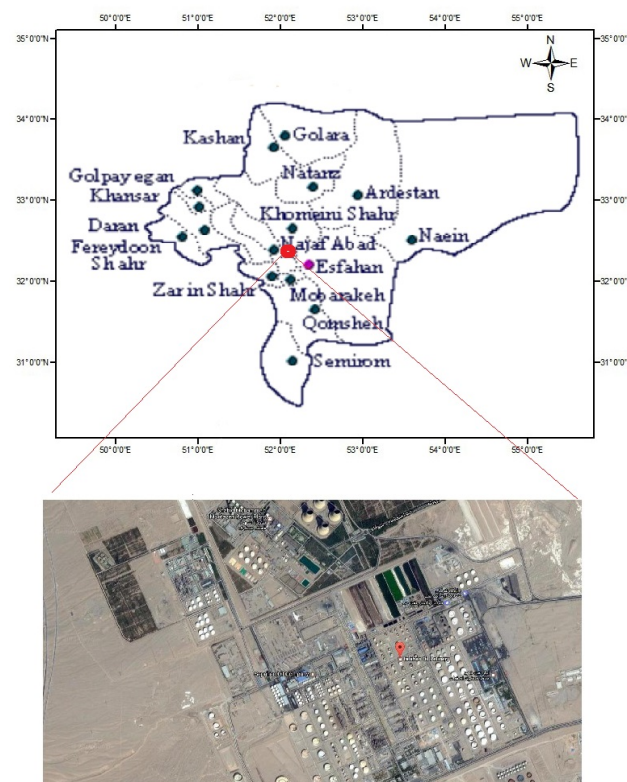 50°0'0"E 51°0'0"E 52°0'0"E 53°0'0"E 54°0'0"E 55°0'0"E
35°0'0"N 35°0'0"N
N
W E
S
34°0'0"N 34°0'0"N
Kashan Golara
Golpayegan Natanz
Khansar Ardestan
33°0'0"N 33°0'0"N
Khomeini Shahr
Daran Najaf Abad Naein
Fereydoon Esfahan
Shahr
32°0'0"N 32°0'0"N
Zarin Shahr Mobarakeh
Qomsheh
31°0'0"N 31°0'0"N
Semirom
50°0'0"E 51°0'0"E 52°0'0"E 53°0'0"E 54°0'0"E 55°0'0"E